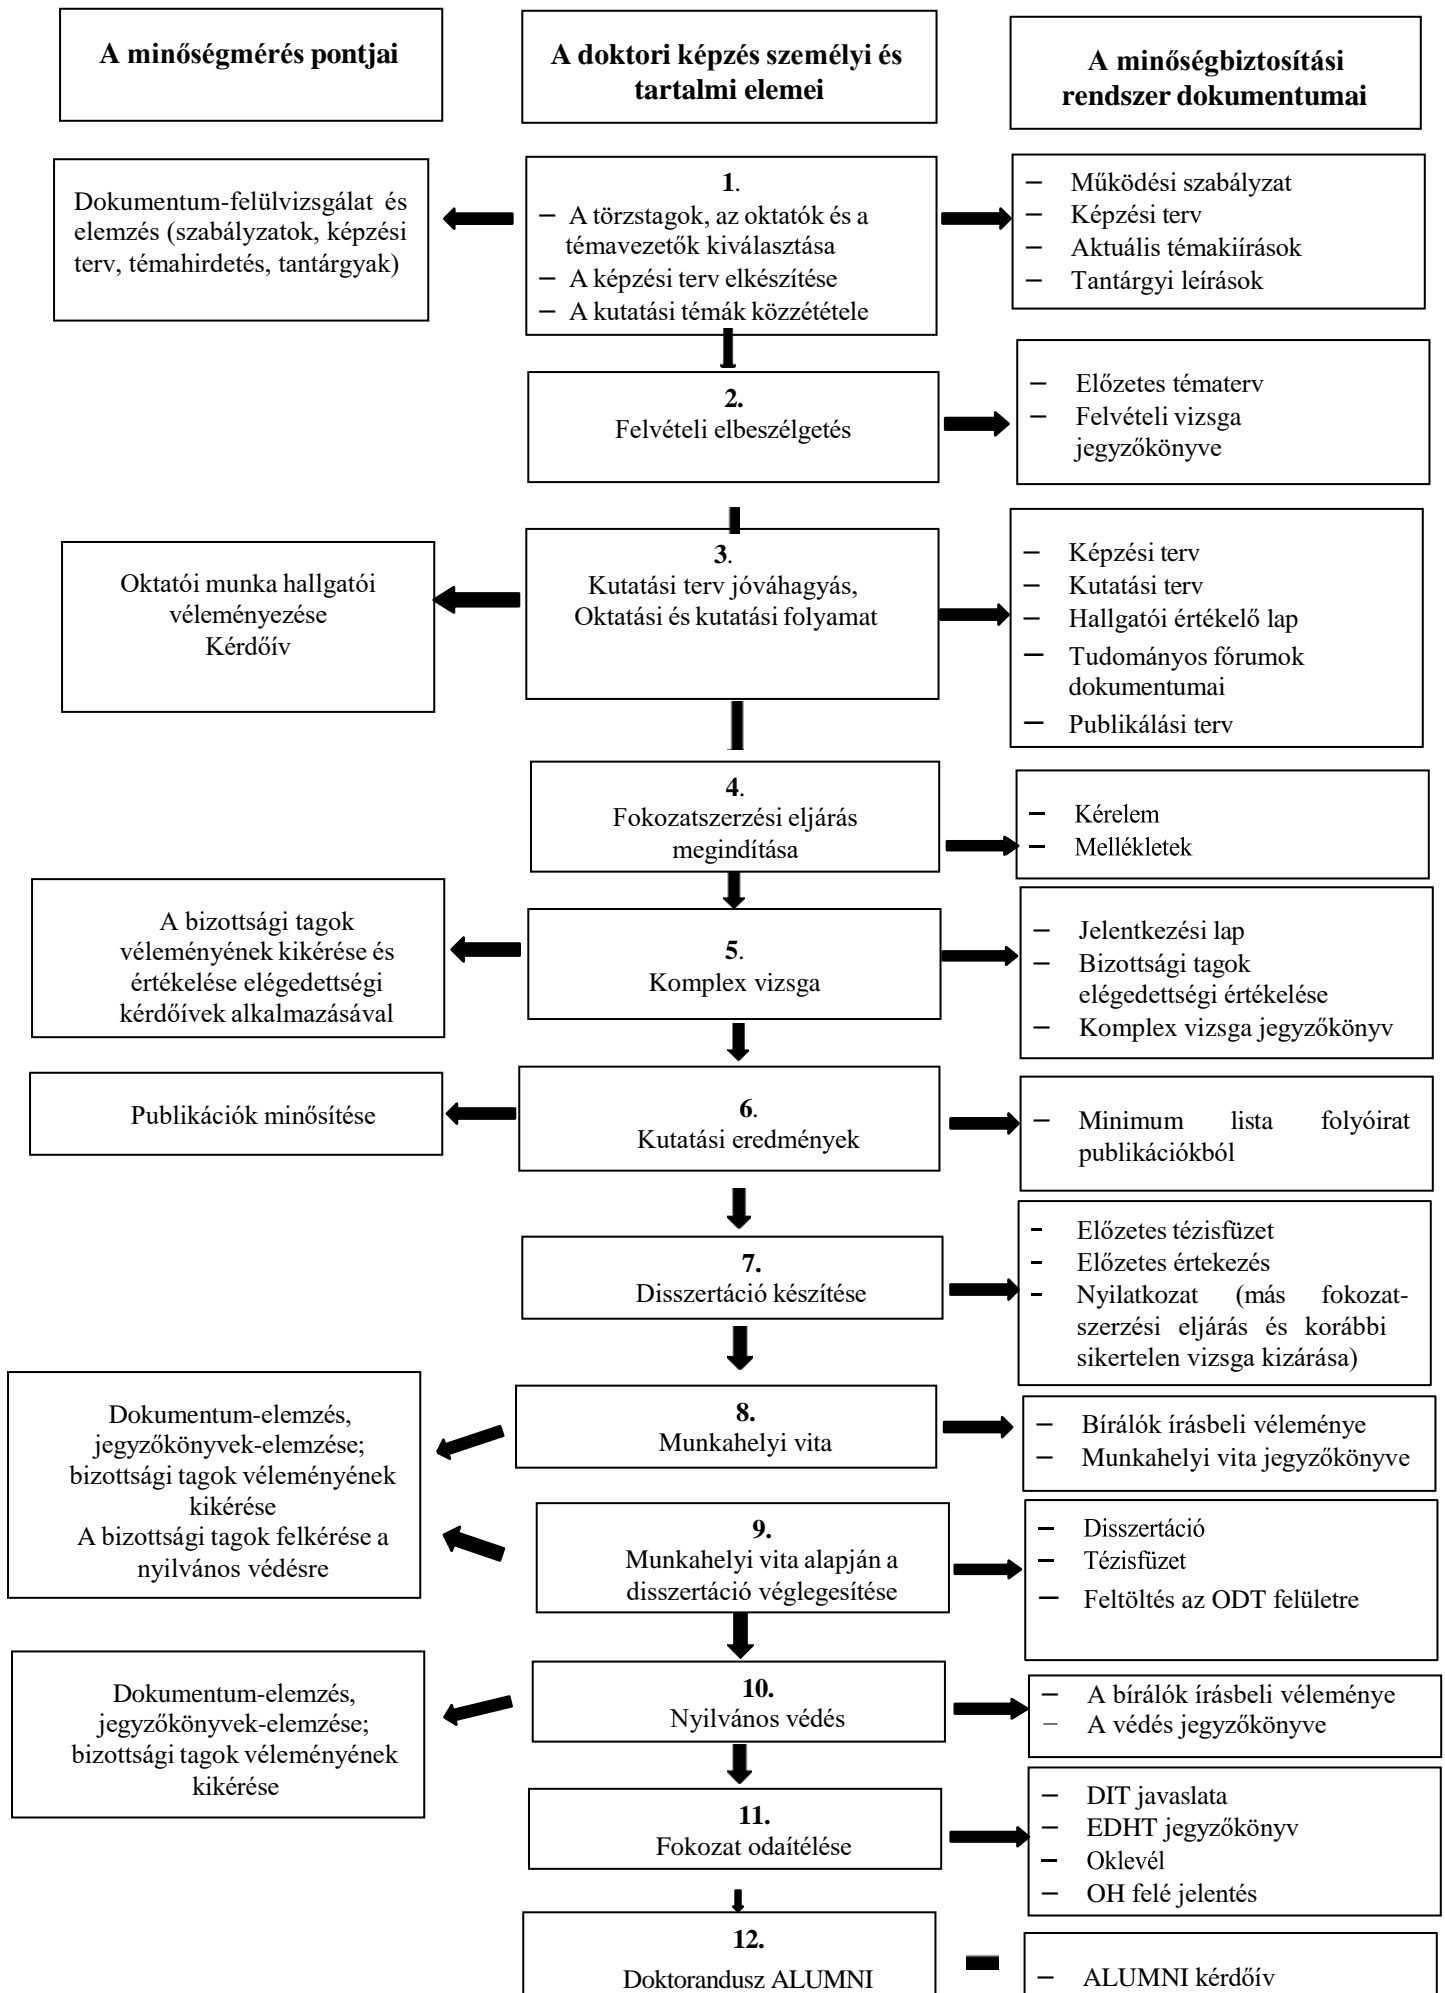 A minőségmérés pontjai
A doktori képzés személyi és
tartalmi elemei
A minőségbiztosítási
rendszer dokumentumai
Dokumentum-felülvizsgálat és
elemzés (szabályzatok, képzési
terv, témahirdetés, tantárgyak)
1.
– A törzstagok, az oktatók és a
témavezetők kiválasztása
– A képzési terv elkészítése
– A kutatási témák közzététele
– Működési szabályzat
– Képzési terv
– Aktuális témakiírások
– Tantárgyi leírások
2.
Felvételi elbeszélgetés
– Előzetes tématerv
– Felvételi vizsga
jegyzőkönyve
Oktatói munka hallgatói
véleményezése
Kérdőív
3.
Kutatási terv jóváhagyás,
Oktatási és kutatási folyamat
– Képzési terv
– Kutatási terv
– Hallgatói értékelő lap
– Tudományos fórumok
dokumentumai
– Publikálási terv
4.
Fokozatszerzési eljárás
megindítása
– Kérelem
– Mellékletek
A bizottsági tagok
véleményének kikérése és
értékelése elégedettségi
kérdőívek alkalmazásával
5.
Komplex vizsga
– Jelentkezési lap
– Bizottsági tagok
elégedettségi értékelése
– Komplex vizsga jegyzőkönyv
Publikációk minősítése
6.
Kutatási eredmények
– Minimum lista folyóirat
publikációkból
7.
Disszertáció készítése
– Előzetes tézisfüzet
– Előzetes értekezés
– Nyilatkozat (más fokozat-
szerzési eljárás és korábbi
sikertelen vizsga kizárása)
Dokumentum-elemzés,
jegyzőkönyvek-elemzése;
bizottsági tagok véleményének
kikérése
A bizottsági tagok felkérése a
nyilvános védésre
8.
Munkahelyi vita
– Bírálók írásbeli véleménye
– Munkahelyi vita jegyzőkönyve
9.
Munkahelyi vita alapján a
disszertáció véglegesítése
– Disszertáció
– Tézisfüzet
– Feltöltés az ODT felületre
Dokumentum-elemzés,
jegyzőkönyvek-elemzése;
bizottsági tagok véleményének
kikérése
10.
Nyilvános védés
– A bírálók írásbeli véleménye
– A védés jegyzőkönyve
11.
Fokozat odaítélése
– DIT javaslata
– EDHT jegyzőkönyv
– Oklevél
– OH felé jelentés
12.
Doktorandusz ALUMNI
– ALUMNI kérdőív